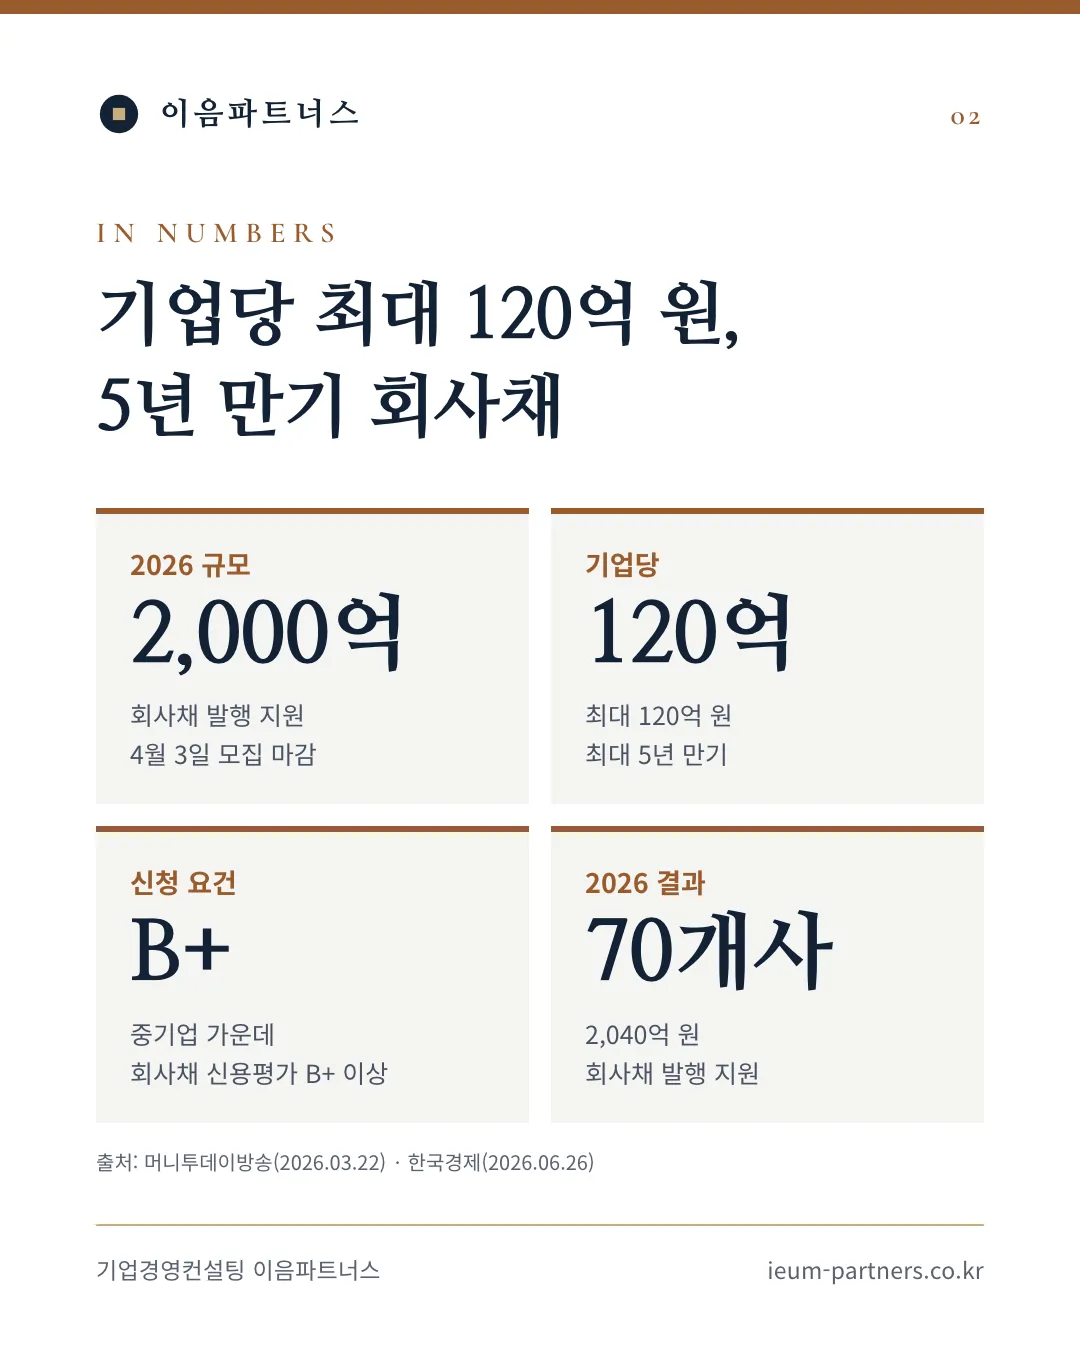 이음파트너스
02
IN NUMBERS
기업당 최대 120억 원,
5년 만기 회사채
2026 규모
2,000억
회사채 발행 지원
4월 3일 모집 마감
기업당
120억
최대 120억 원
최대 5년 만기
신청 요건
B+
중기업 가운데
회사채 신용평가 B+ 이상
2026 결과
70개사
2,040억 원
회사채 발행 지원
출처: 머니투데이방송(2026.03.22) · 한국경제(2026.06.26)
기업경영컨설팅 이음파트너스
ieum-partners.co.kr